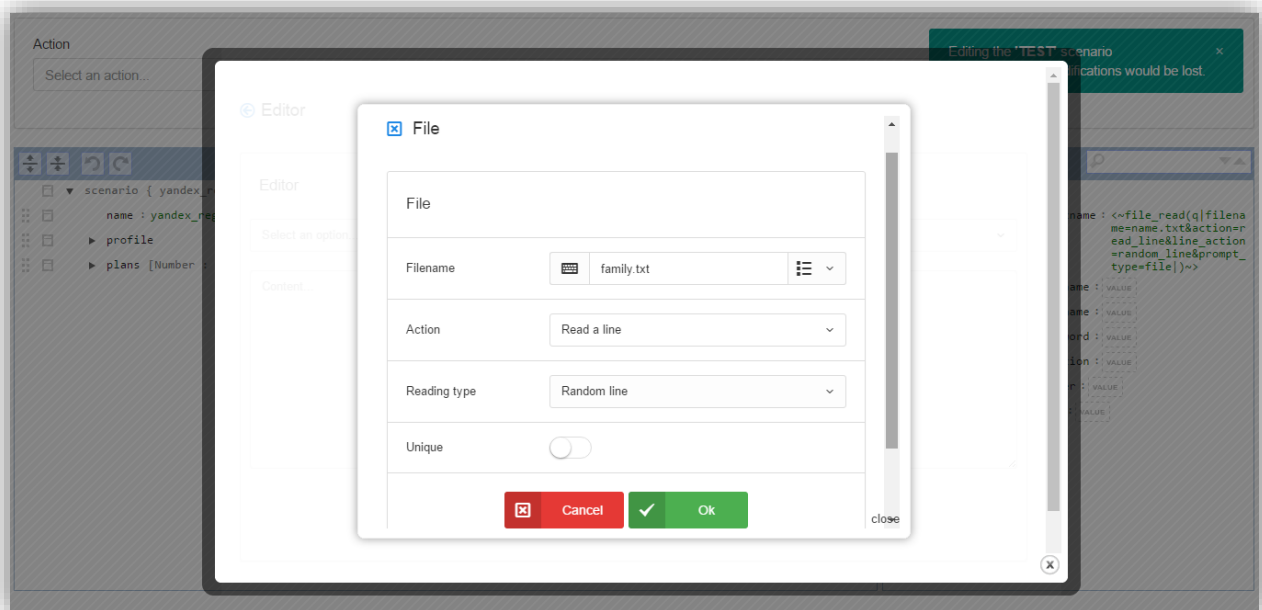 Action
Select an action...
Editing the 'TEST' scenario
×
ifications would be lost.
Editor
File
Editor
File
Select an option
Filename
family.txt
Content...
Action
Read a line
Reading type
Random line
Unique
Cancel
Ok
close
scenario { yandex_r
name : yandex_reg
profile
plans [Number :
name : <~file_read(q|filena
me=name.txt&action=r
ead_line&line_action
=random_line&prompt_
type=file|)~>
ame : VALUE
ame : VALUE
ord : VALUE
ion : VALUE
r : VALUE
: VALUE